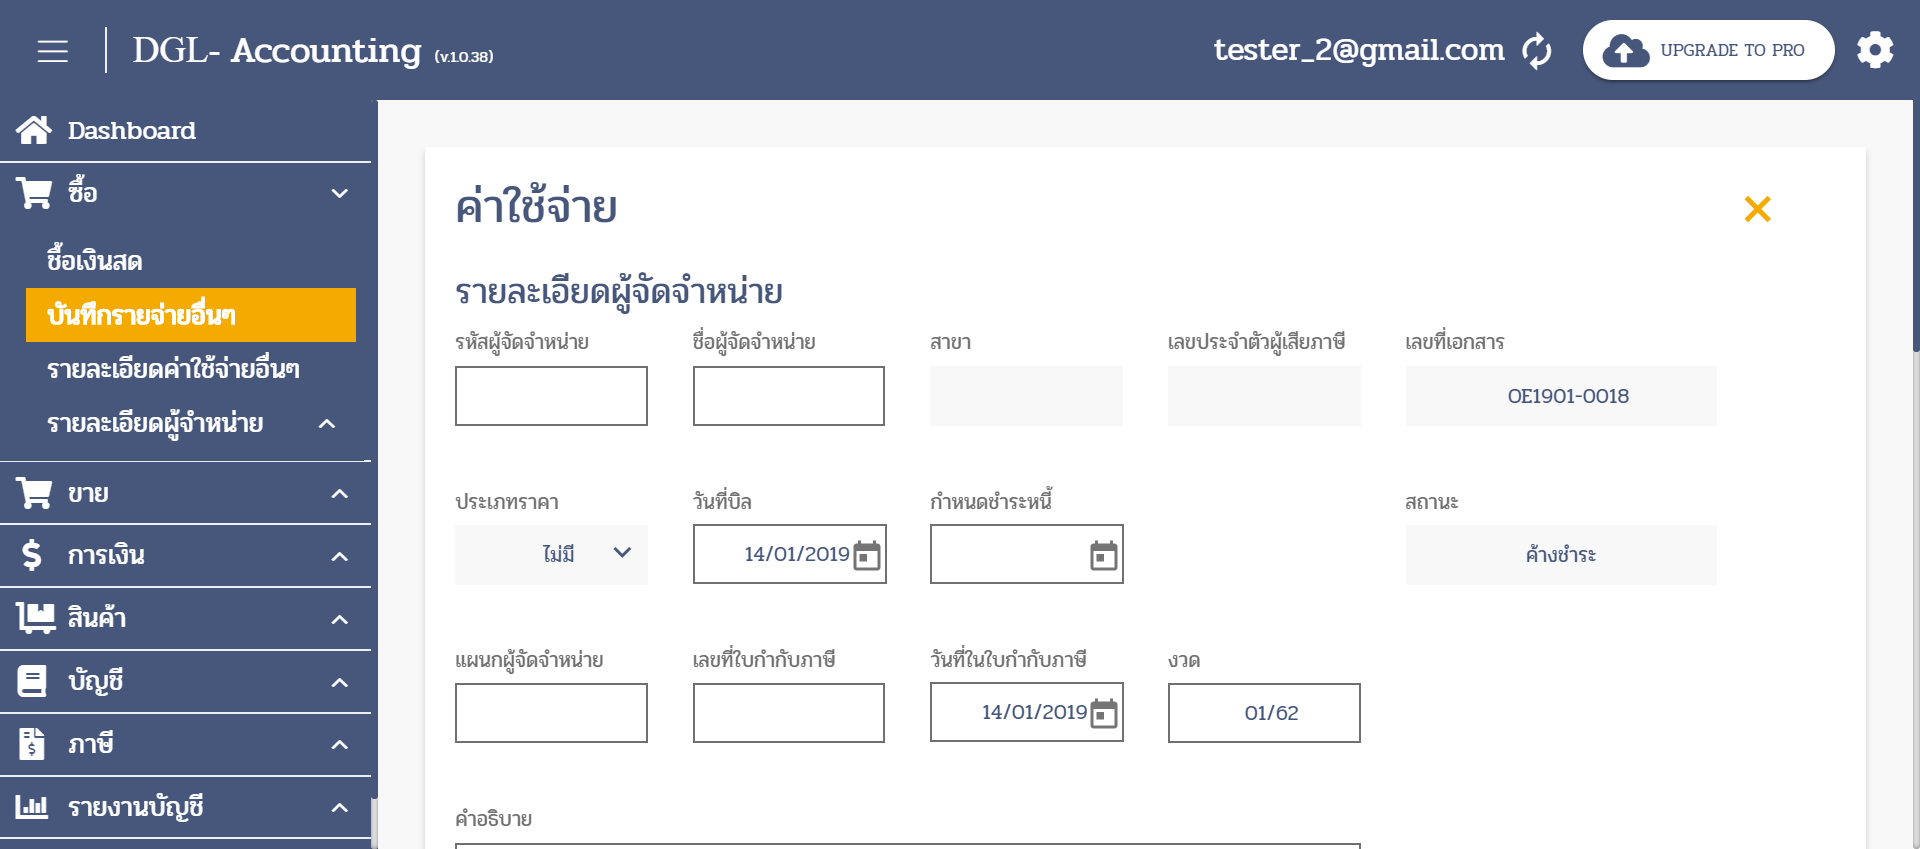 DGL- Accounting (v.1.0.38)
tester_2@gmail.com
UPGRADE TO PRO
Dashboard
ซื้อ
ซื้อเงินสด
บันทึกรายจ่ายอื่นๆ
รายละเอียดค่าใช้จ่ายอื่นๆ
รายละเอียดผู้จำหน่าย
ขาย
การเงิน
สินค้า
บัญชี
ภาษี
รายงานบัญชี
ค่าใช้จ่าย
รายละเอียดผู้จัดจำหน่าย
รหัสผู้จัดจำหน่าย ชื่อผู้จัดจำหน่าย สาขา เลขประจำตัวผู้เสียภาษี เลขที่เอกสาร
OE1901-0018
ประเภทราคา วันที่บิล กำหนดชำระหนี้ สถานะ
ไม่มี 14/01/2019 ค้างชำระ
แผนกผู้จัดจำหน่าย เลขที่ใบกำกับภาษี วันที่ในใบกำกับภาษี งวด
14/01/2019 01/62
คำอธิบาย